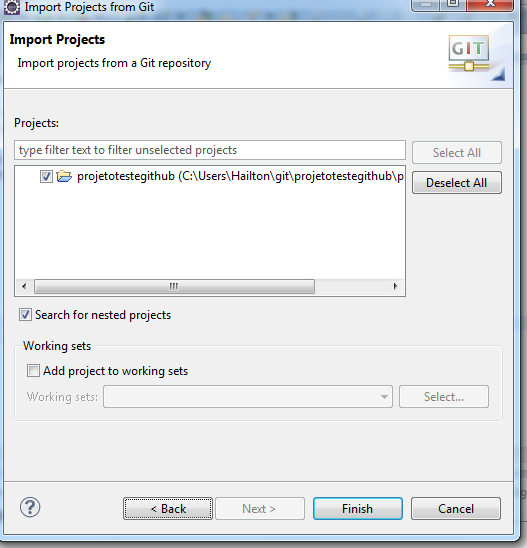 Import Projects from Git
Import Projects
Import projects from a Git repository
GIT
Projects:
type filter text to filter unselected projects
Select All
projetotestegithub (C:\Users\Hailton\git\projetotestegithub\p
Deselect All
Search for nested projects
Working sets
Add project to working sets
Working sets:
Select...
?
< Back
Next >
Finish
Cancel